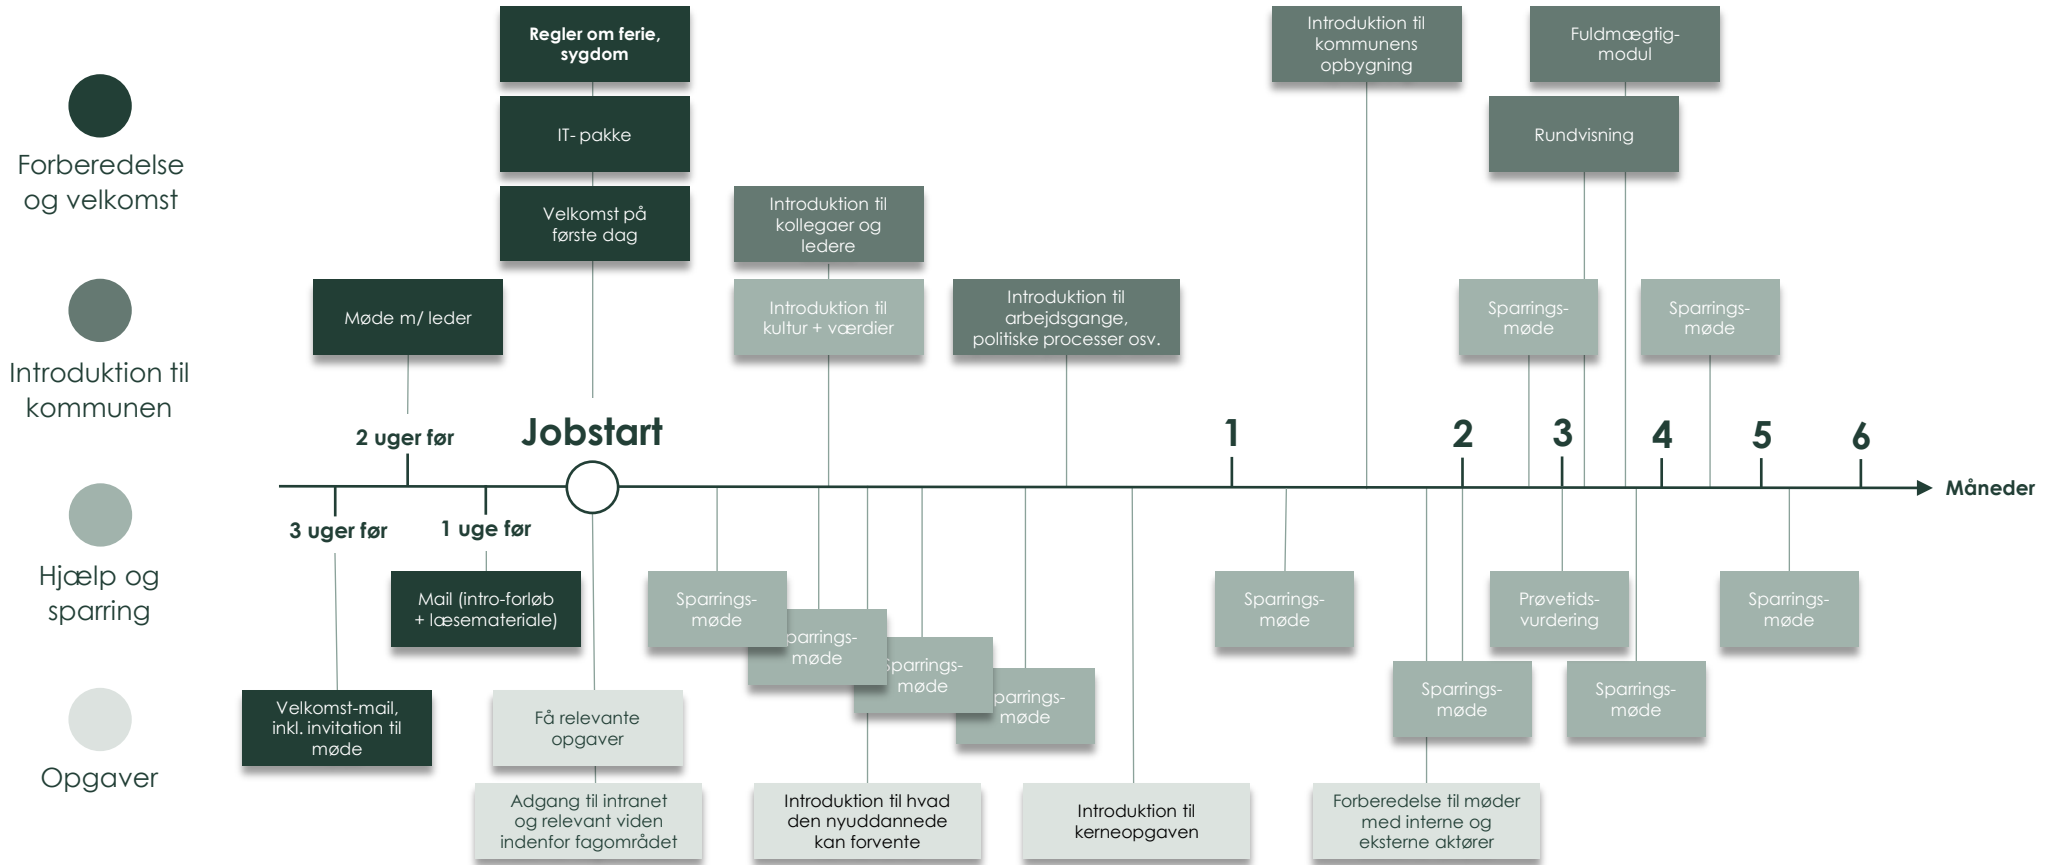 Forberedelse
og velkomst
Introduktion til
kommunen
Hjælp og
sparring
Opgaver
Regler om ferie,
sygdom
IT- pakke
Velkomst på
første dag
Møde m/ leder
Introduktion til
kollegaer og
ledere
Introduktion til
kultur + værdier
Introduktion til
arbejdsgange,
politiske processer osv.
Introduktion til
kommunens
opbygning
Fuldmægtig-
modul
Rundvisning
Sparrings-
møde
Sparrings-
møde
2 uger før
Jobstart
1
2
3
4
5
6
Måneder
3 uger før
1 uge før
Mail (intro-forløb
+ læsemateriale)
Velkomst-mail,
inkl. invitation til
møde
Få relevante
opgaver
Adgang til intranet
og relevant viden
indenfor fagområdet
Sparrings-
møde
parrings-
møde
Sparrings-
møde
parrings-
møde
Introduktion til hvad
den nyuddannede
kan forvente
Introduktion til
kerneopgaven
Sparrings-
møde
Sparrings-
møde
Forberedelse til møder
med interne og
eksterne aktører
Prøvetids-
vurdering
Sparrings-
møde
Sparrings-
møde